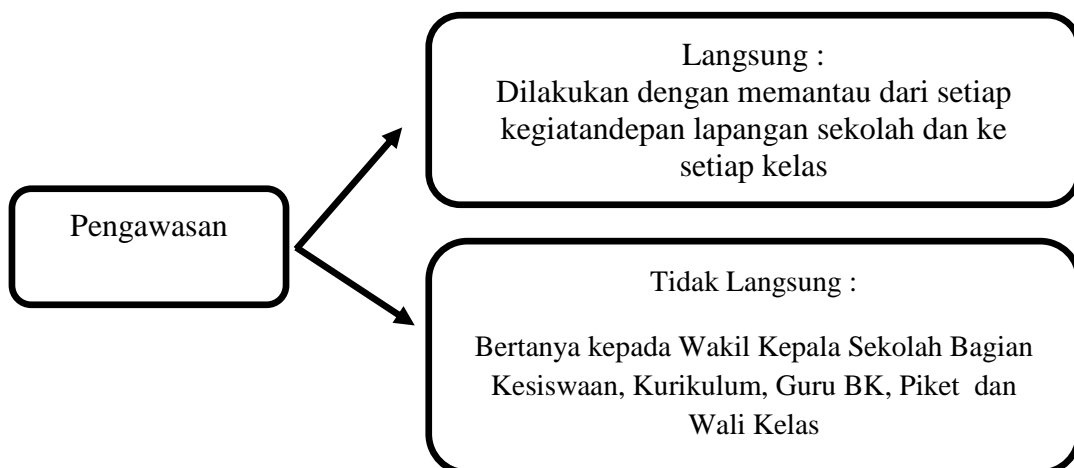 Langsung :
Dilakukan dengan memantau dari setiap
kegiatandepan lapangan sekolah dan ke
setiap kelas
Pengawasan
Tidak Langsung :
Bertanya kepada Wakil Kepala Sekolah Bagian
Kesiswaan, Kurikulum, Guru BK, Piket dan
Wali Kelas